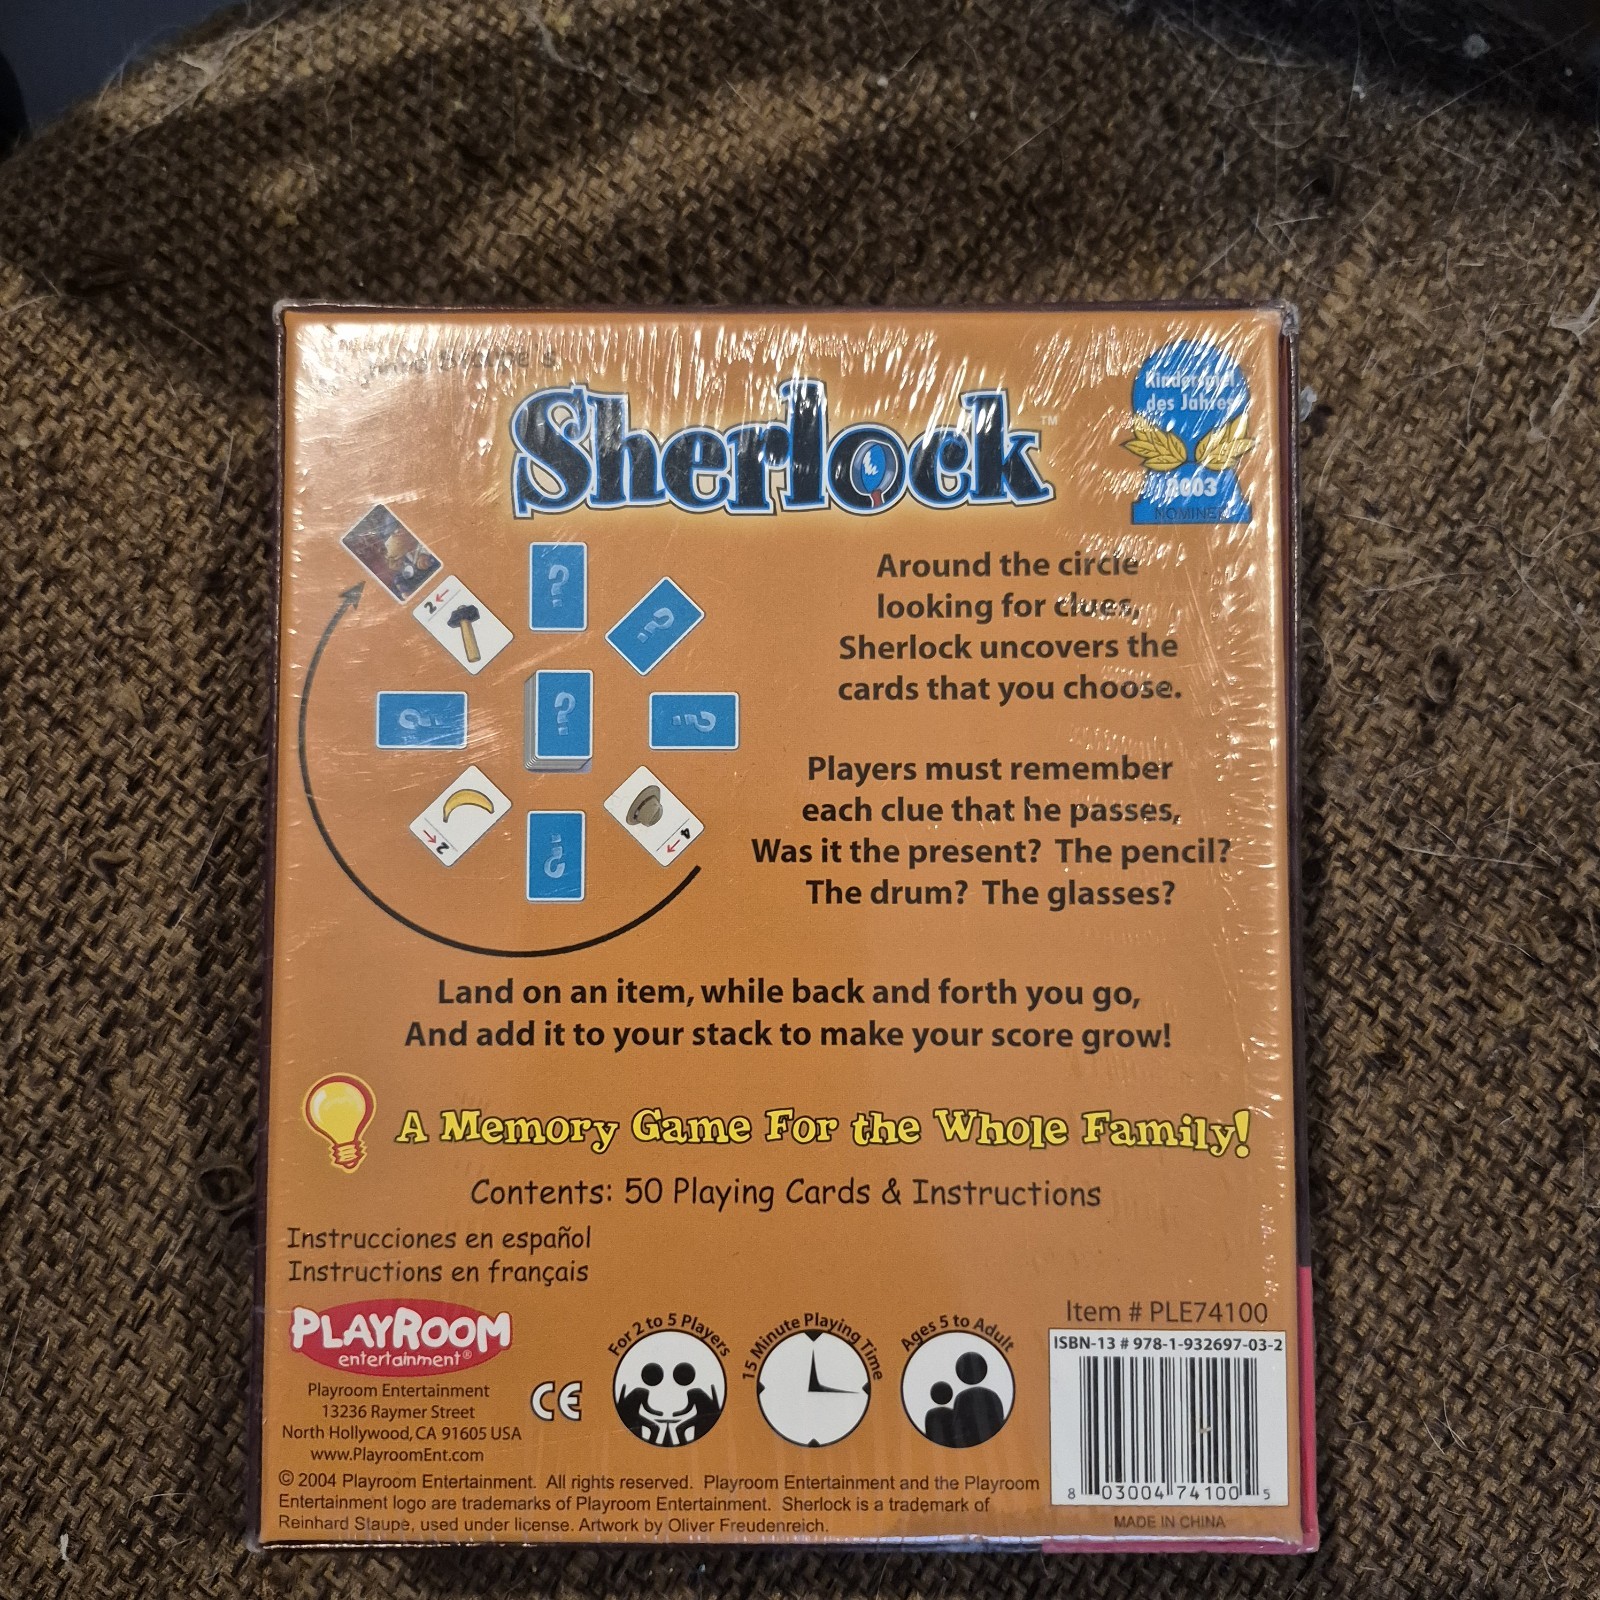 Staupe's
Sherlock™
Kinderspiel
des Jahres
2003
NOMINEE
?
?
2←
?
?
?
2←
4→
?
Around the circle
looking for clues,
Sherlock uncovers the
cards that you choose.
Players must remember
each clue that he passes,
Was it the present? The pencil?
The drum? The glasses?
Land on an item, while back and forth you go,
And add it to your stack to make your score grow!
A Memory Game For the Whole Family!
Contents: 50 Playing Cards & Instructions
Instrucciones en español
Instructions en français
PLAYROOM
entertainment®
Playroom Entertainment
13236 Raymer Street
North Hollywood, CA 91605 USA
www.PlayroomEnt.com
CE
For 2 to 5 Players
15 Minute Playing Time
Ages 5 to Adult
Item # PLE74100
ISBN-13 # 978-1-932697-03-2
8 03004 74100 5
MADE IN CHINA
© 2004 Playroom Entertainment. All rights reserved. Playroom Entertainment and the Playroom
Entertainment logo are trademarks of Playroom Entertainment. Sherlock is a trademark of
Reinhard Staupe, used under license. Artwork by Oliver Freudenreich.